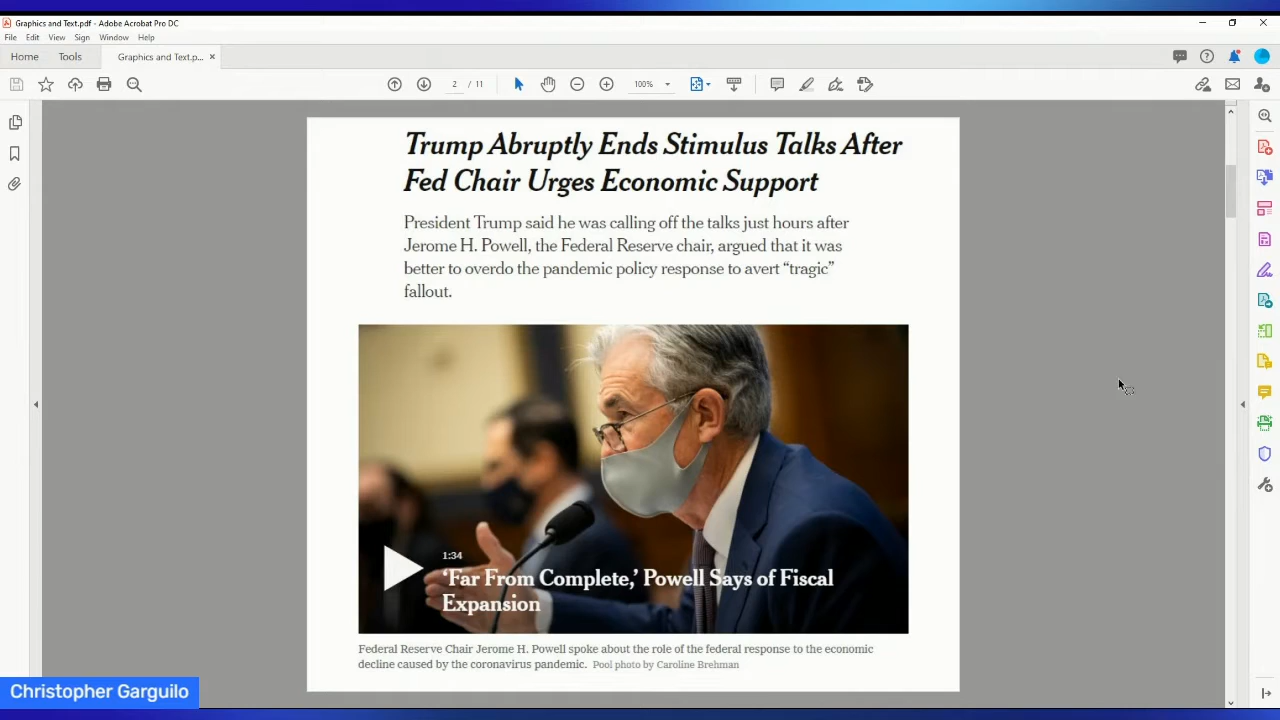 Graphics and Text.pdf - Adobe Acrobat Pro DC
File Edit View Sign Window Help
Home Tools Graphics and Text.p... ×
2 / 11 100%
Trump Abruptly Ends Stimulus Talks After
Fed Chair Urges Economic Support
President Trump said he was calling off the talks just hours after
Jerome H. Powell, the Federal Reserve chair, argued that it was
better to overdo the pandemic policy response to avert “tragic”
fallout.
1:34
‘Far From Complete,’ Powell Says of Fiscal
Expansion
Federal Reserve Chair Jerome H. Powell spoke about the role of the federal response to the economic
decline caused by the coronavirus pandemic. Pool photo by Caroline Brehman
Christopher Garguilo